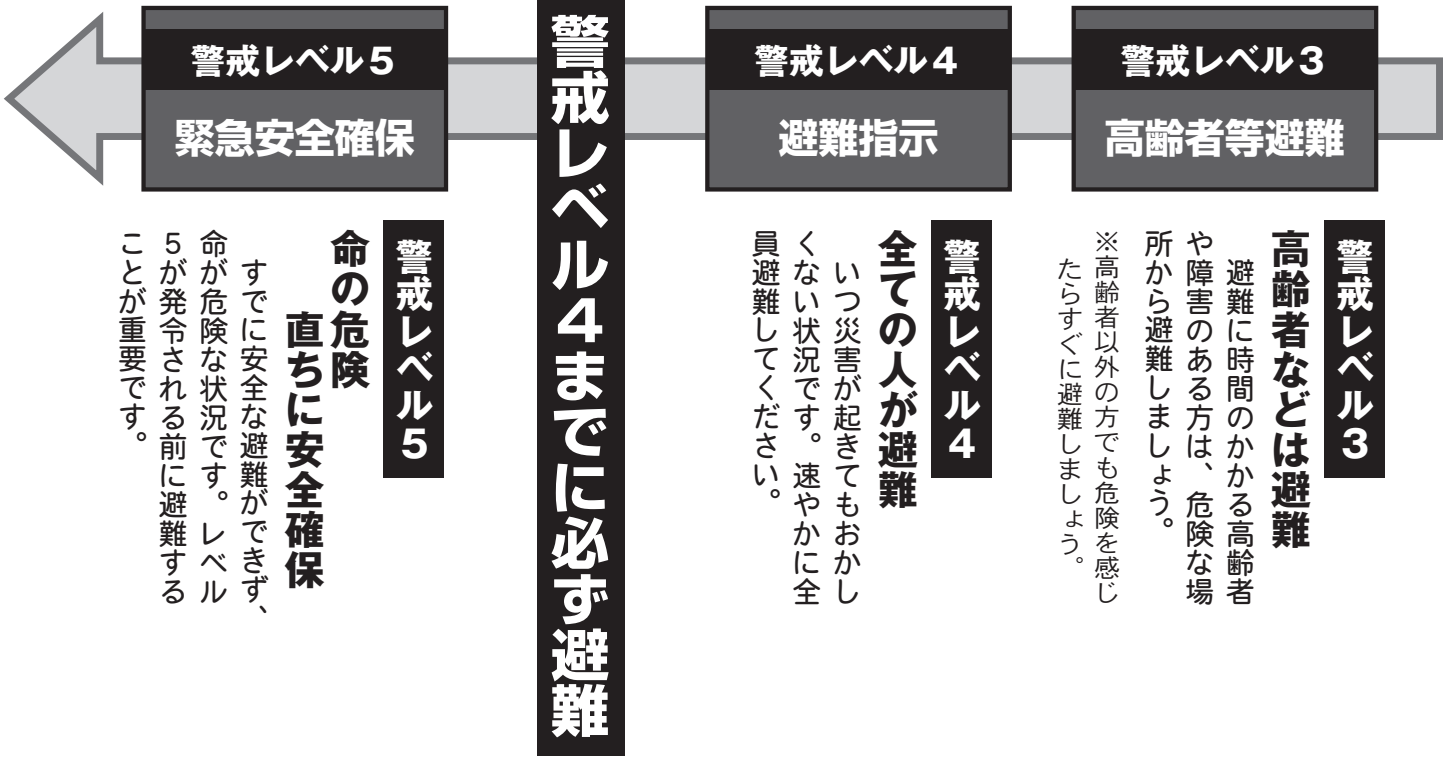 警戒レベル3
高齢者等避難
警戒レベル3
高齢者などは避難
避難に時間のかかる高齢者
や障害のある方は、危険な場
所から避難しましょう。
※高齢者以外の方でも危険を感じ
たらすぐに避難しましょう。
警戒レベル4
避難指示
警戒レベル4
全ての人が避難
いつ災害が起きてもおかし
くない状況です。速やかに全
員避難してください。
警戒レベル4までに必ず避難
警戒レベル5
緊急安全確保
警戒レベル5
命の危険
直ちに安全確保
すでに安全な避難ができず、
命が危険な状況です。レベル
5が発令される前に避難する
ことが重要です。